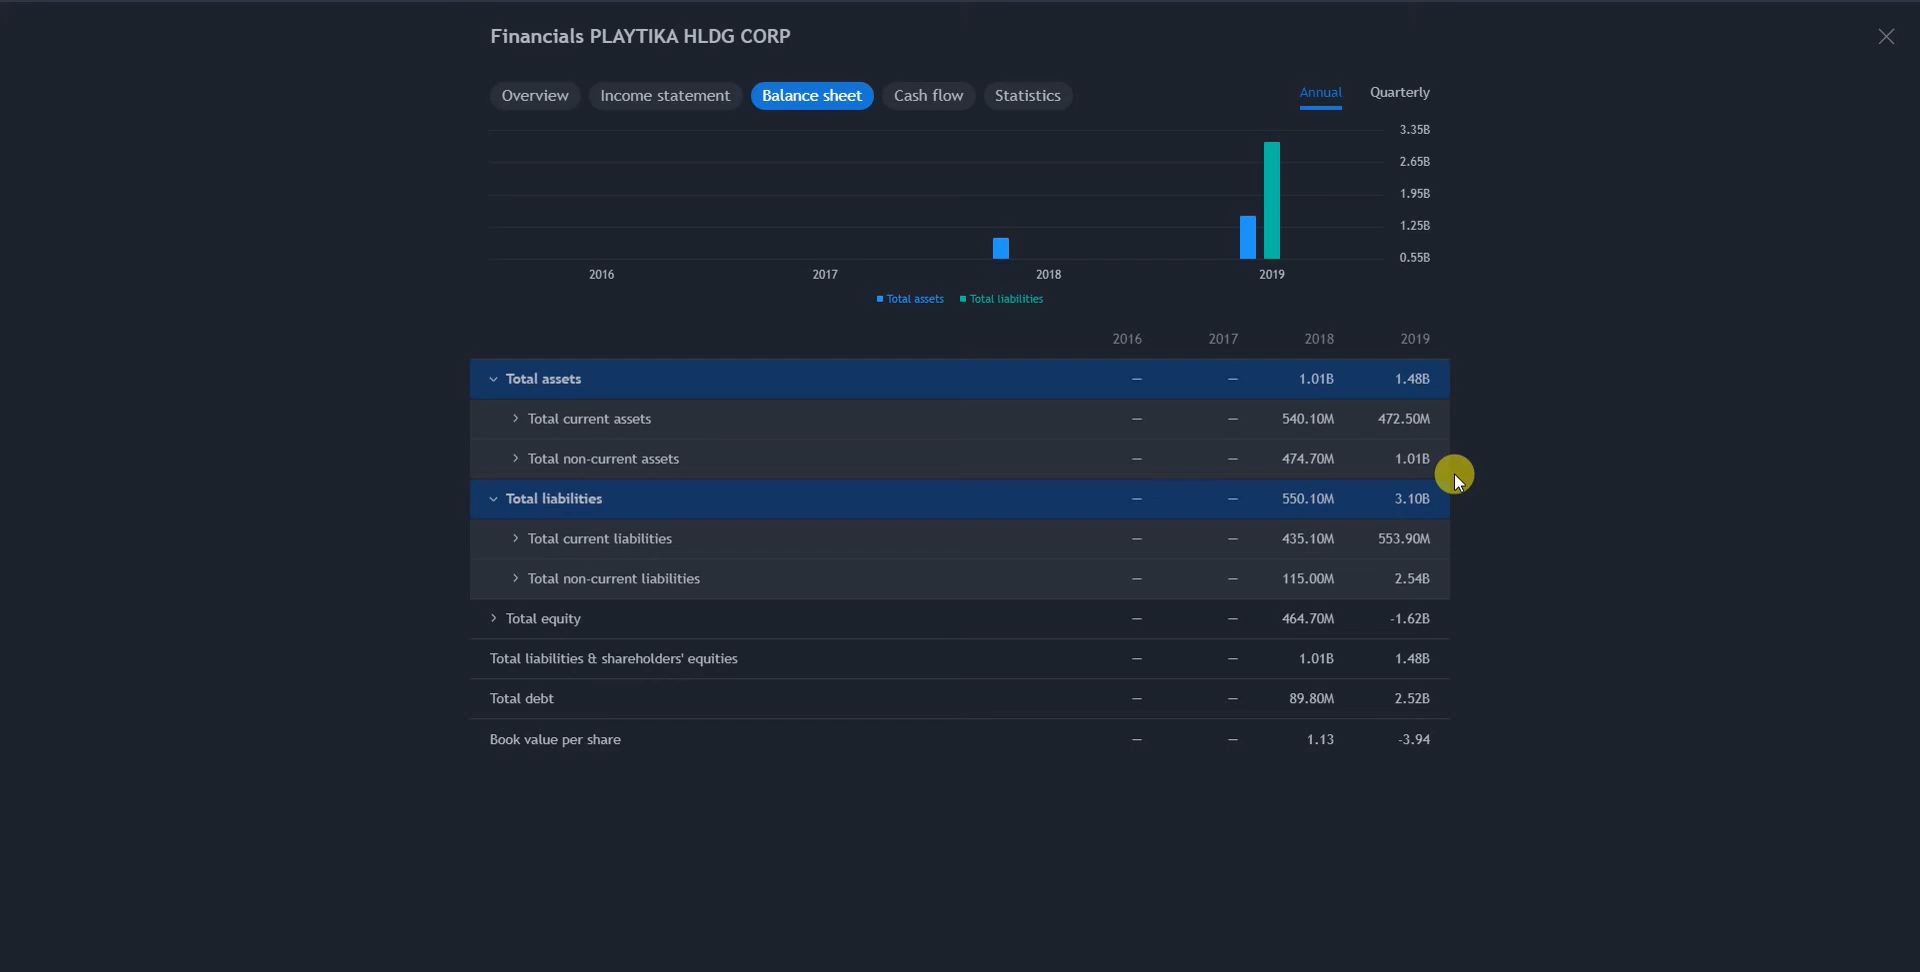 Financials PLAYTIKA HLDG CORP
Overview Income statement Balance sheet Cash flow Statistics Annual Quarterly
3.35B
2.65B
1.95B
1.25B
0.55B
2016 2017 2018 2019
Total assets Total liabilities
2016 2017 2018 2019
Total assets — — 1.01B 1.48B
Total current assets — — 540.10M 472.50M
Total non-current assets — — 474.70M 1.01B
Total liabilities — — 550.10M 3.10B
Total current liabilities — — 435.10M 553.90M
Total non-current liabilities — — 115.00M 2.54B
Total equity — — 464.70M -1.62B
Total liabilities & shareholders' equities — — 1.01B 1.48B
Total debt — — 89.80M 2.52B
Book value per share — — 1.13 -3.94